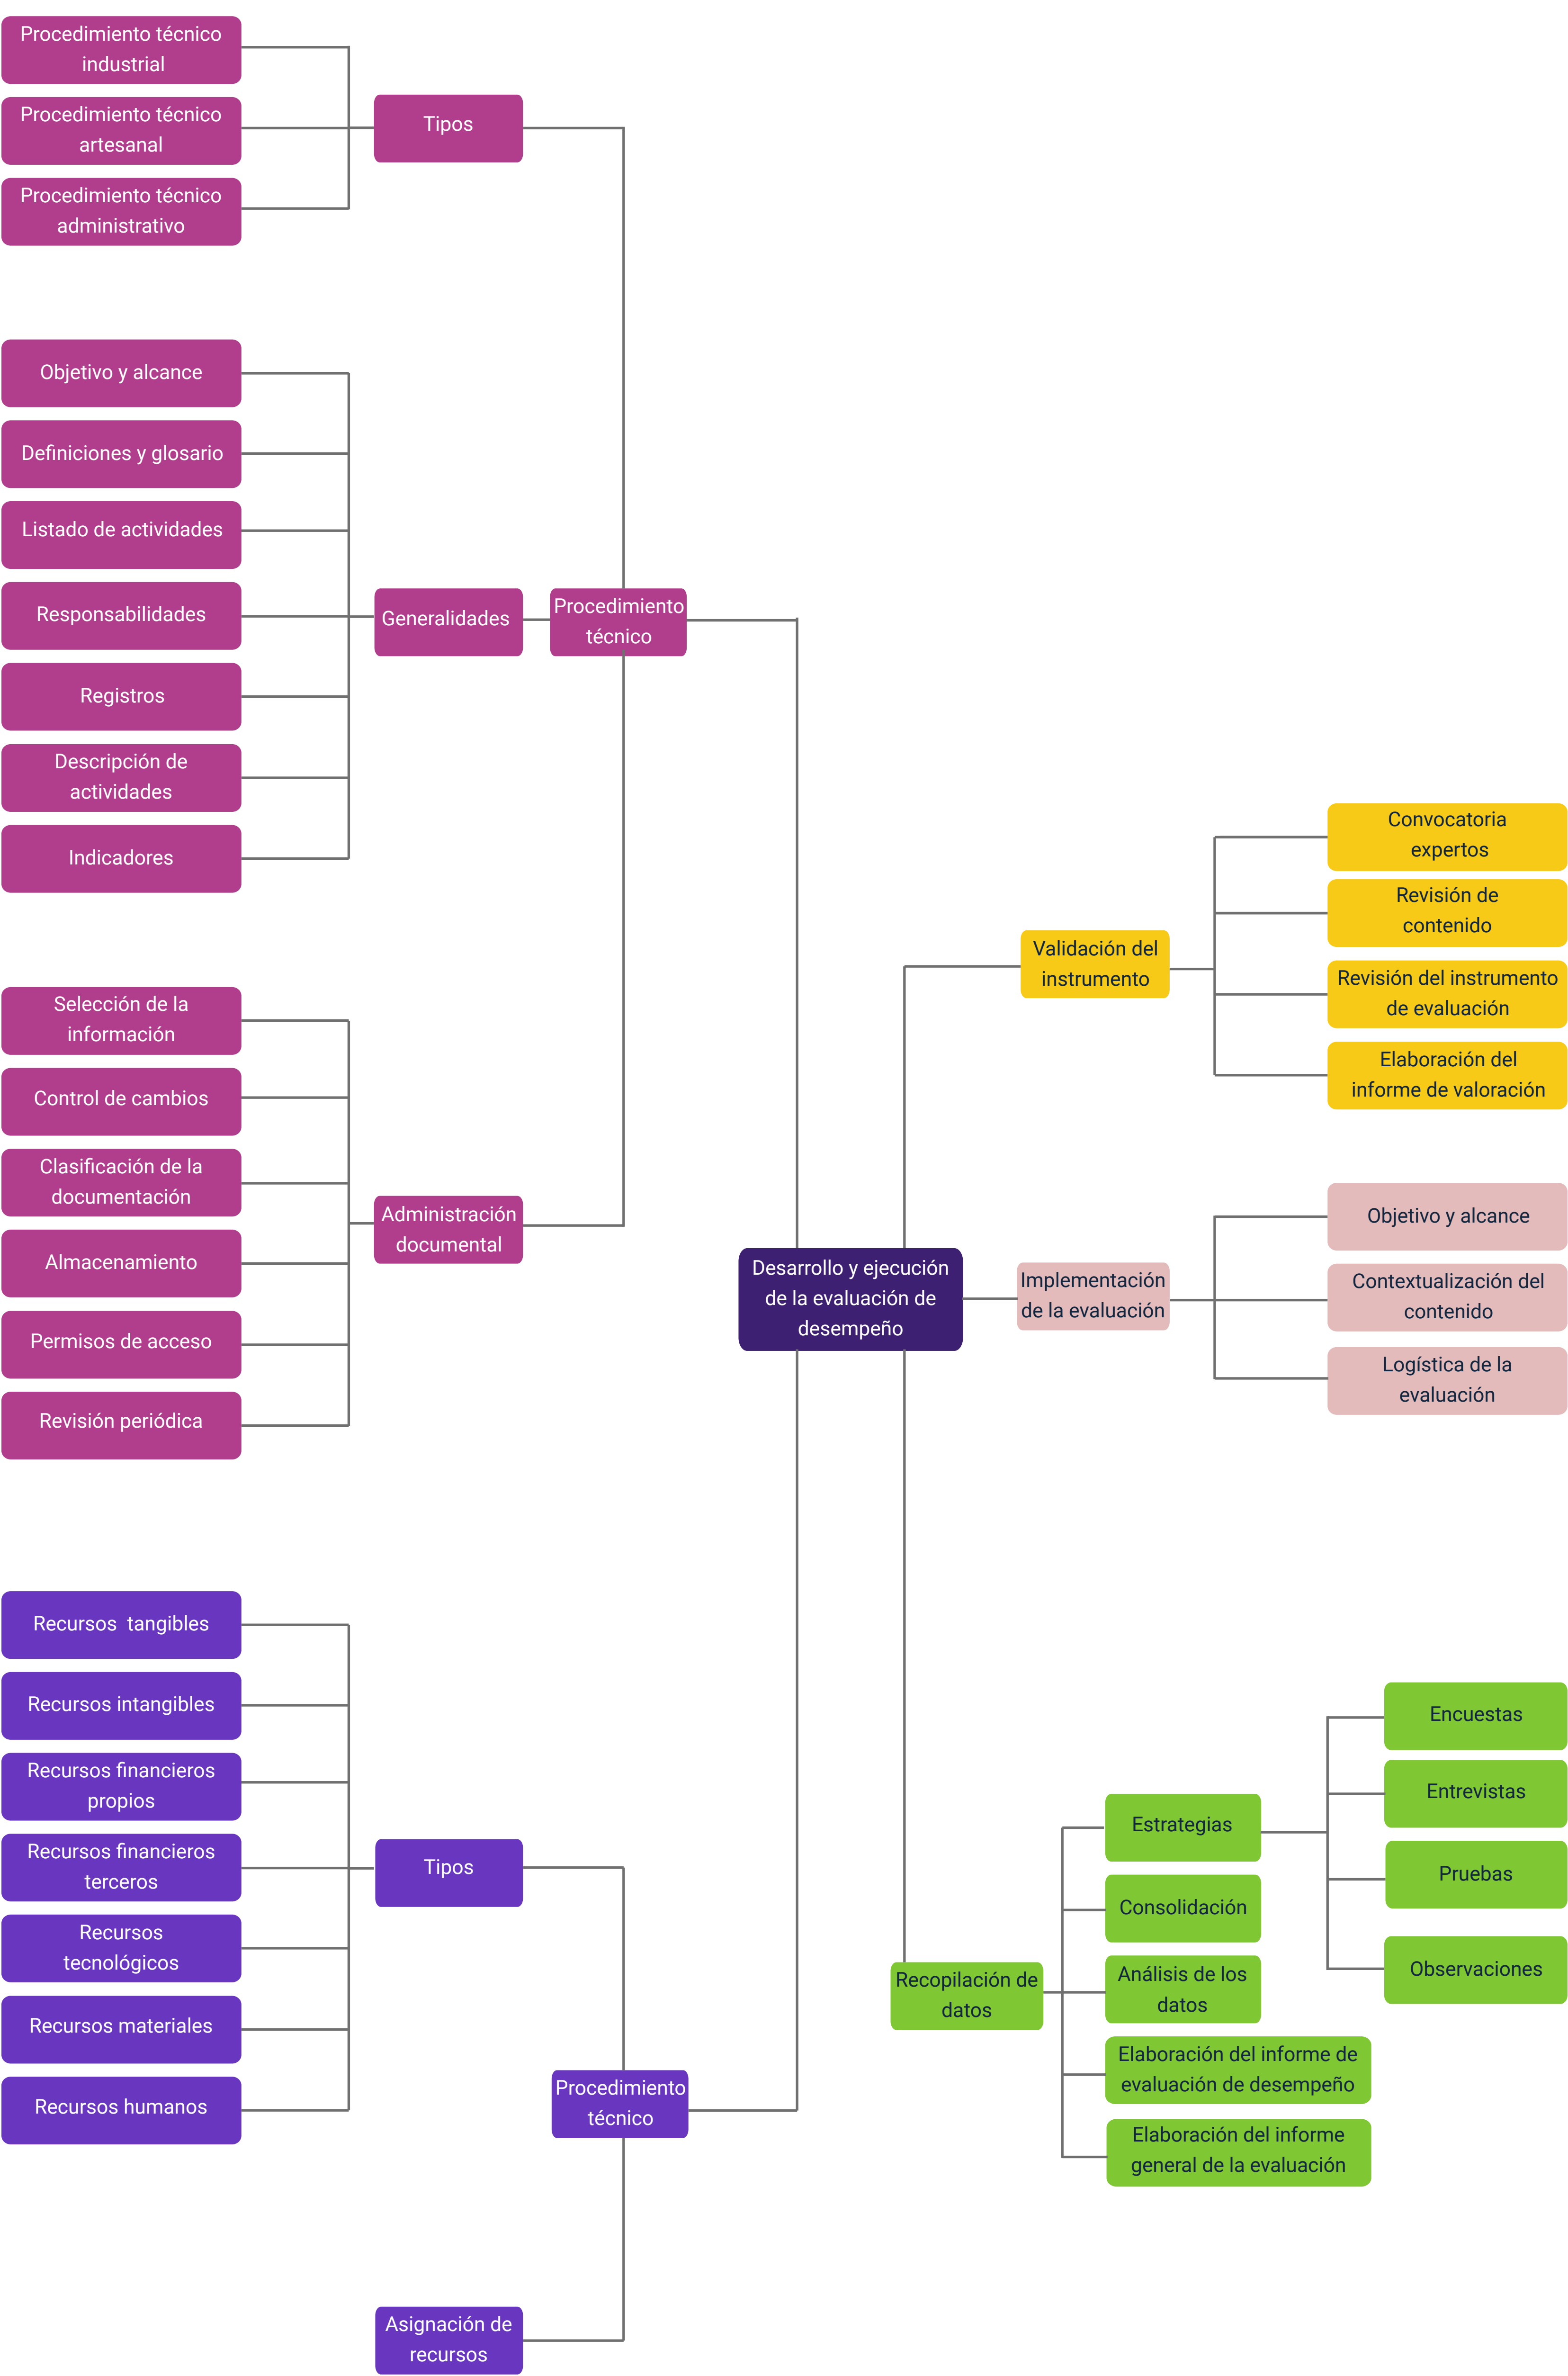 Procedimiento técnico
industrial
Procedimiento técnico
artesanal
Procedimiento técnico
administrativo
Tipos
Objetivo y alcance
Definiciones y glosario
Listado de actividades
Responsabilidades
Registros
Descripción de
actividades
Indicadores
Generalidades
Procedimiento
técnico
Selección de la
información
Control de cambios
Clasificación de la
documentación
Almacenamiento
Permisos de acceso
Revisión periódica
Administración
documental
Desarrollo y ejecución
de la evaluación de
desempeño
Validación del
instrumento
Convocatoria
expertos
Revisión de
contenido
Revisión del instrumento
de evaluación
Elaboración del
informe de valoración
Implementación
de la evaluación
Objetivo y alcance
Contextualización del
contenido
Logística de la
evaluación
Recursos  tangibles
Recursos intangibles
Recursos financieros
propios
Recursos financieros
terceros
Recursos
tecnológicos
Recursos materiales
Recursos humanos
Tipos
Procedimiento
técnico
Asignación de
recursos
Recopilación de
datos
Estrategias
Consolidación
Análisis de los
datos
Elaboración del informe de
evaluación de desempeño
Elaboración del informe
general de la evaluación
Encuestas
Entrevistas
Pruebas
Observaciones